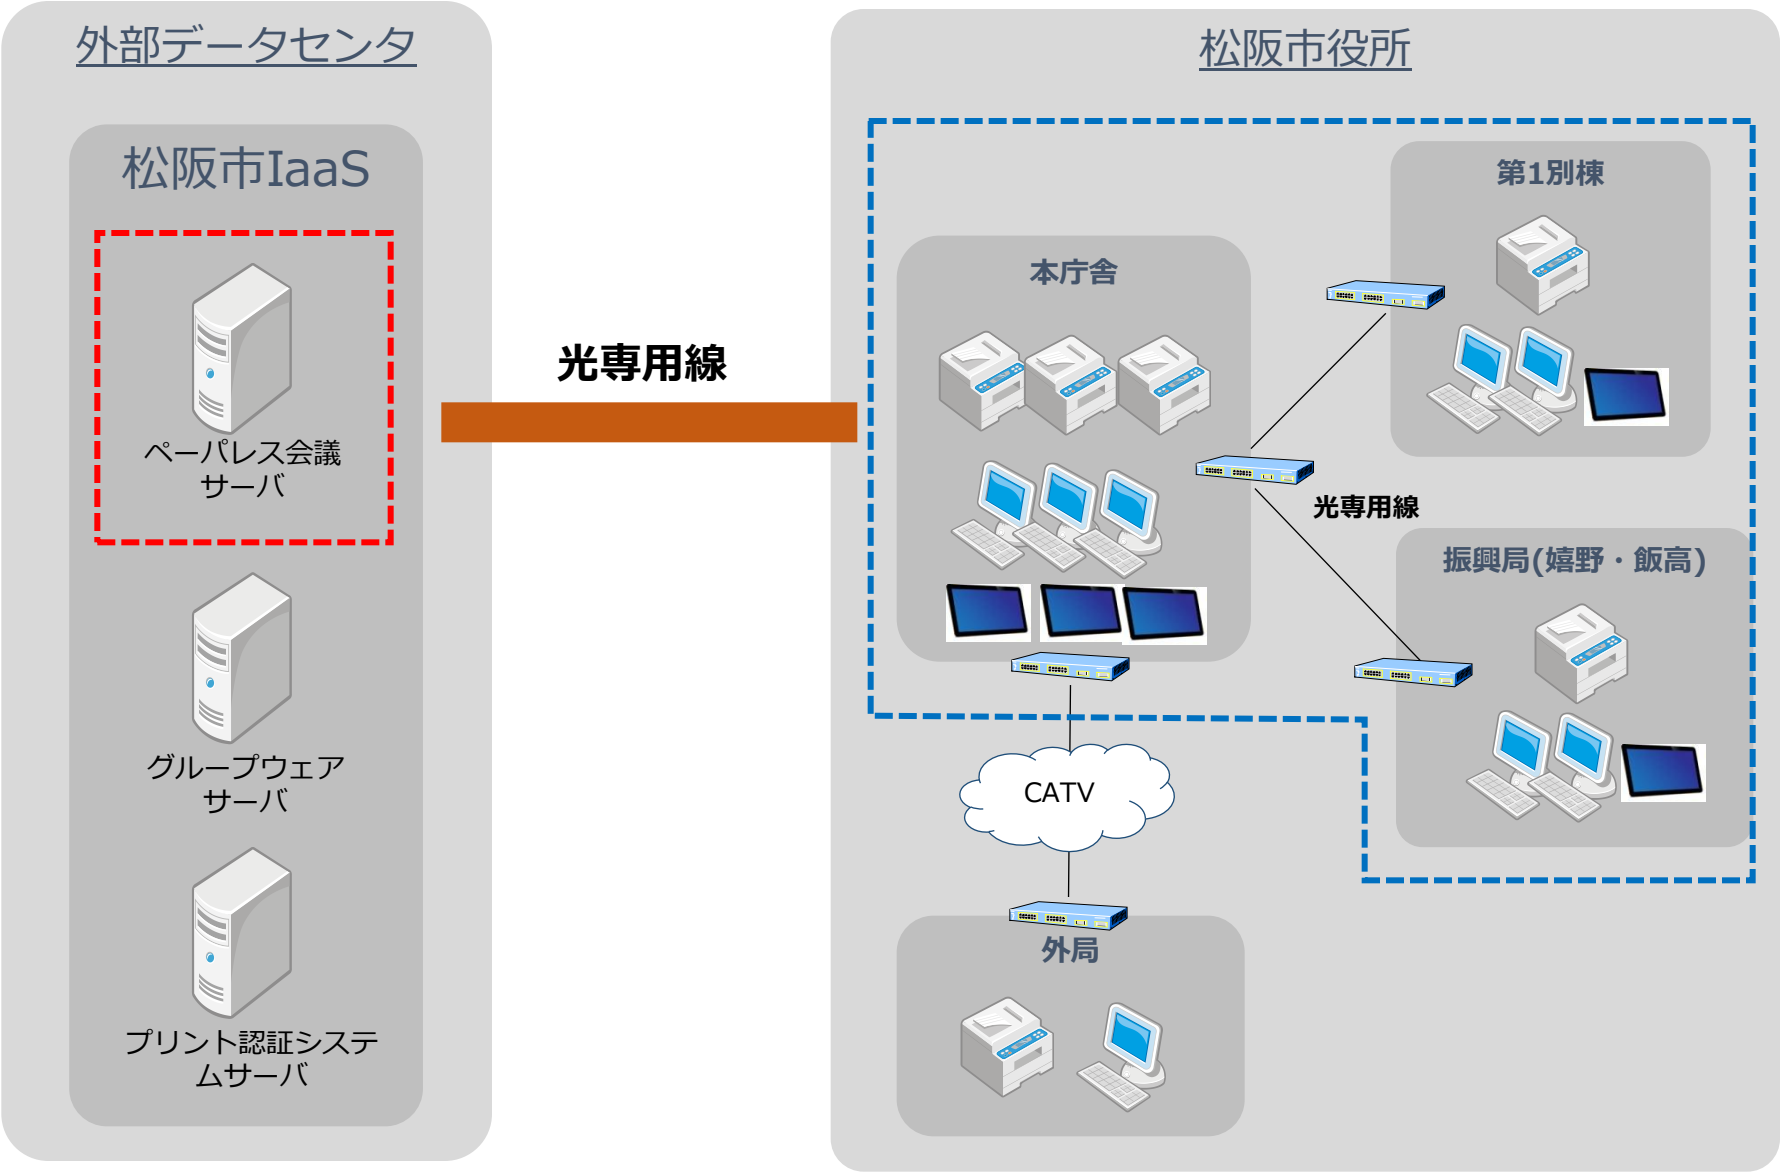 外部データセンタ
松阪市IaaS
ペーパレス会議
サーバ
グループウェア
サーバ
プリント認証システ
ムサーバ
光専用線
松阪市役所
本庁舎
第1別棟
光専用線
振興局(嬉野・飯高)
CATV
外局